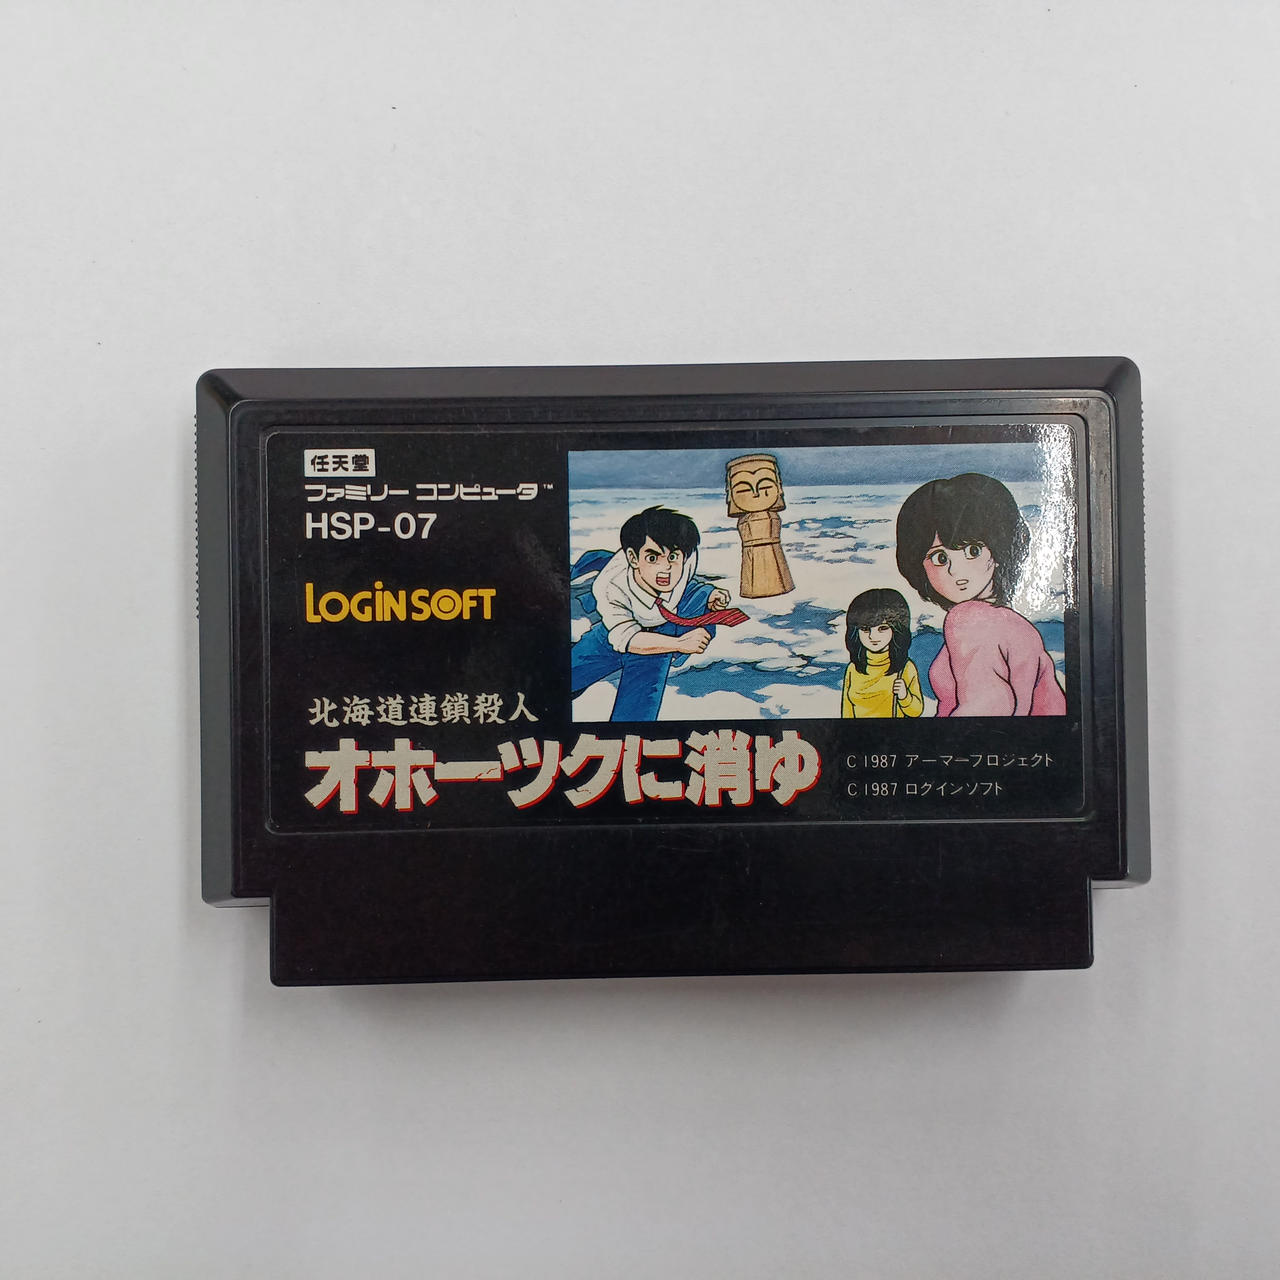 任天堂
ファミリー コンピュータ™
HSP-07
LOGiN SOFT
北海道連鎖殺人
オホーツクに消ゆ
C 1987 アーマープロジェクト
C 1987 ログインソフト